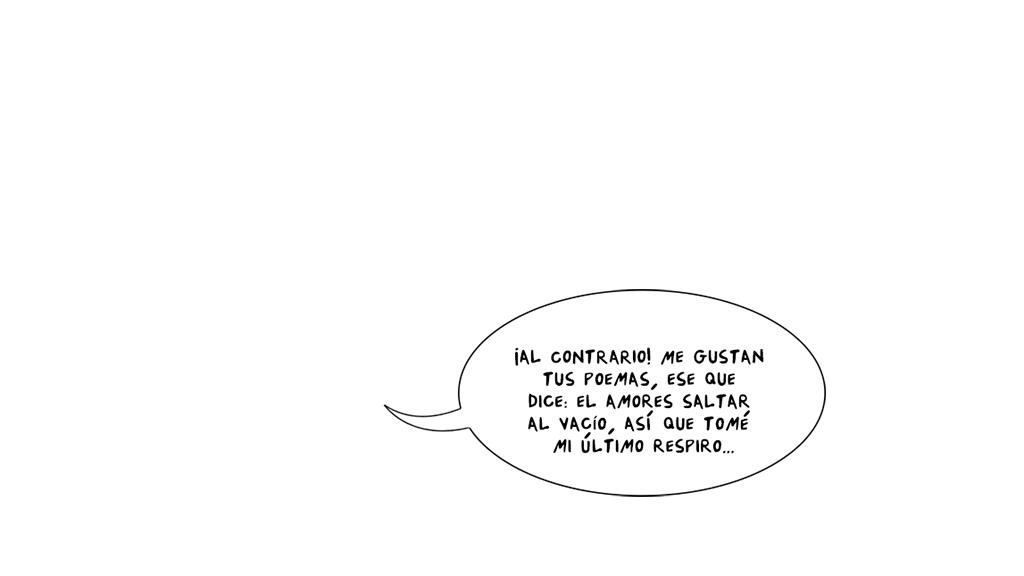 ¡AL CONTRARIO! ME GUSTAN
TUS POEMAS, ESE QUE
DICE: EL AMORES SALTAR
AL VACÍO, ASÍ QUE TOMÉ
MI ÚLTIMO RESPIRO...